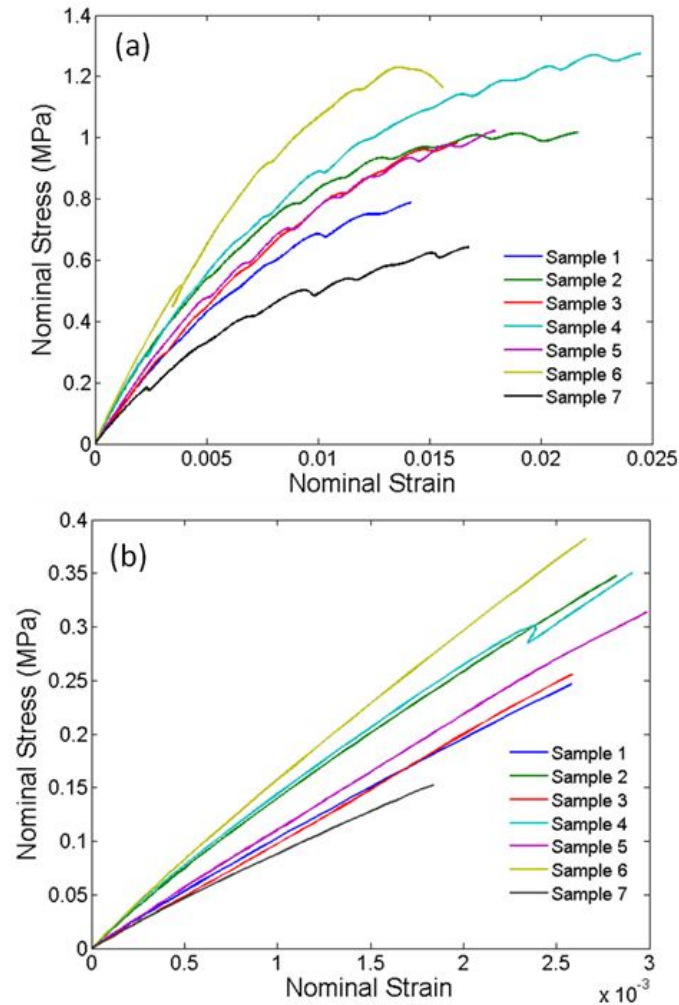 (a)
Nominal Stress (MPa)
1.4
1.2
1
0.8
0.6
0.4
0.2
0
Sample 1
Sample 2
Sample 3
Sample 4
Sample 5
Sample 6
Sample 7
0 0.005 0.01 0.015 0.02 0.025
Nominal Strain
(b)
Nominal Stress (MPa)
0.4
0.35
0.3
0.25
0.2
0.15
0.1
0.05
0
Sample 1
Sample 2
Sample 3
Sample 4
Sample 5
Sample 6
Sample 7
0 0.5 1 1.5 2 2.5 3
Nominal Strain
x 10⁻³